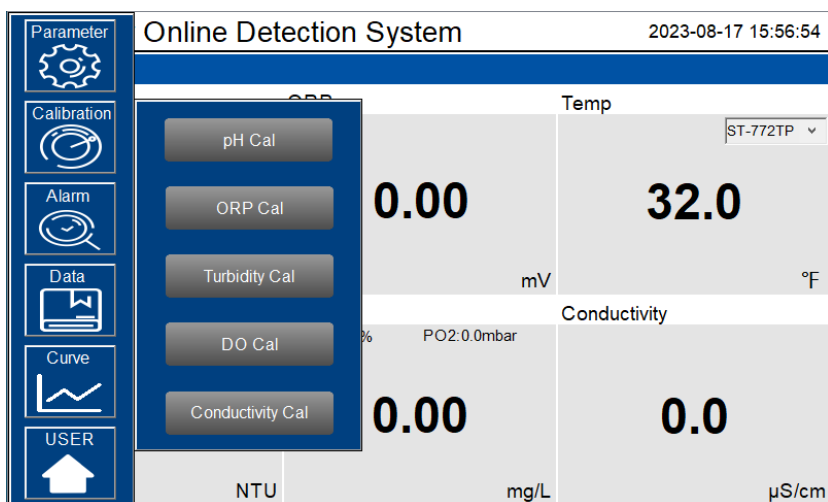 Parameter
Online Detection System
2023-08-17 15:56:54
Calibration
Alarm
Data
Curve
USER
pH Cal
ORP Cal
Turbidity Cal
DO Cal
Conductivity Cal
0.00
mV
Temp
ST-772TP
32.0
°F
NTU
%
PO2:0.0mbar
0.00
mg/L
Conductivity
0.0
µS/cm